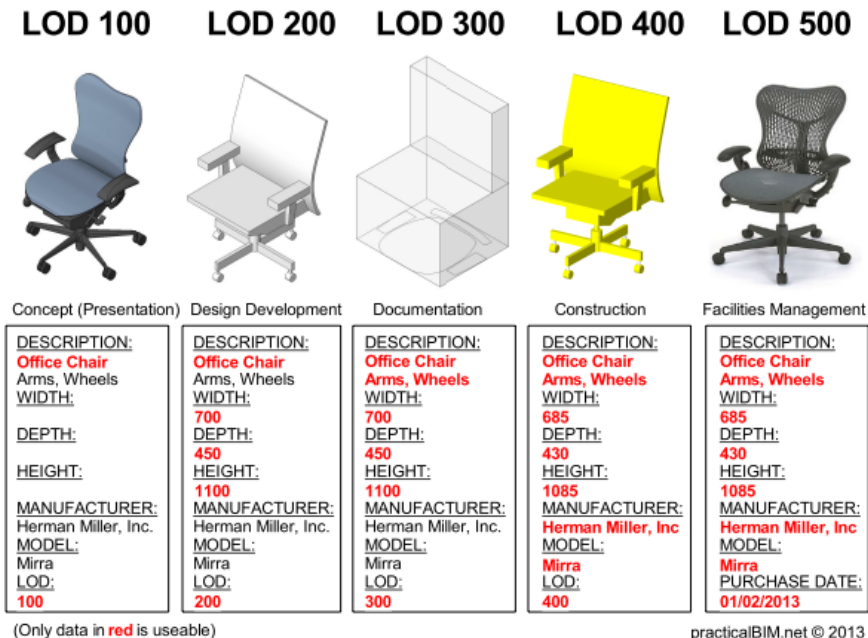 LOD 100 LOD 200 LOD 300 LOD 400 LOD 500
Concept (Presentation) Design Development Documentation Construction Facilities Management
DESCRIPTION:
Office Chair
Arms, Wheels
WIDTH:
DEPTH:
HEIGHT:
MANUFACTURER:
Herman Miller, Inc.
MODEL:
Mirra
LOD:
100
DESCRIPTION:
Office Chair
Arms, Wheels
WIDTH:
700
DEPTH:
450
HEIGHT:
1100
MANUFACTURER:
Herman Miller, Inc.
MODEL:
Mirra
LOD:
200
DESCRIPTION:
Office Chair
Arms, Wheels
WIDTH:
700
DEPTH:
450
HEIGHT:
1100
MANUFACTURER:
Herman Miller, Inc.
MODEL:
Mirra
LOD:
300
DESCRIPTION:
Office Chair
Arms, Wheels
WIDTH:
685
DEPTH:
430
HEIGHT:
1085
MANUFACTURER:
Herman Miller, Inc
MODEL:
Mirra
LOD:
400
DESCRIPTION:
Office Chair
Arms, Wheels
WIDTH:
685
DEPTH:
430
HEIGHT:
1085
MANUFACTURER:
Herman Miller, Inc
MODEL:
Mirra
PURCHASE DATE:
01/02/2013
(Only data in red is useable)
practicalBIM.net © 2013